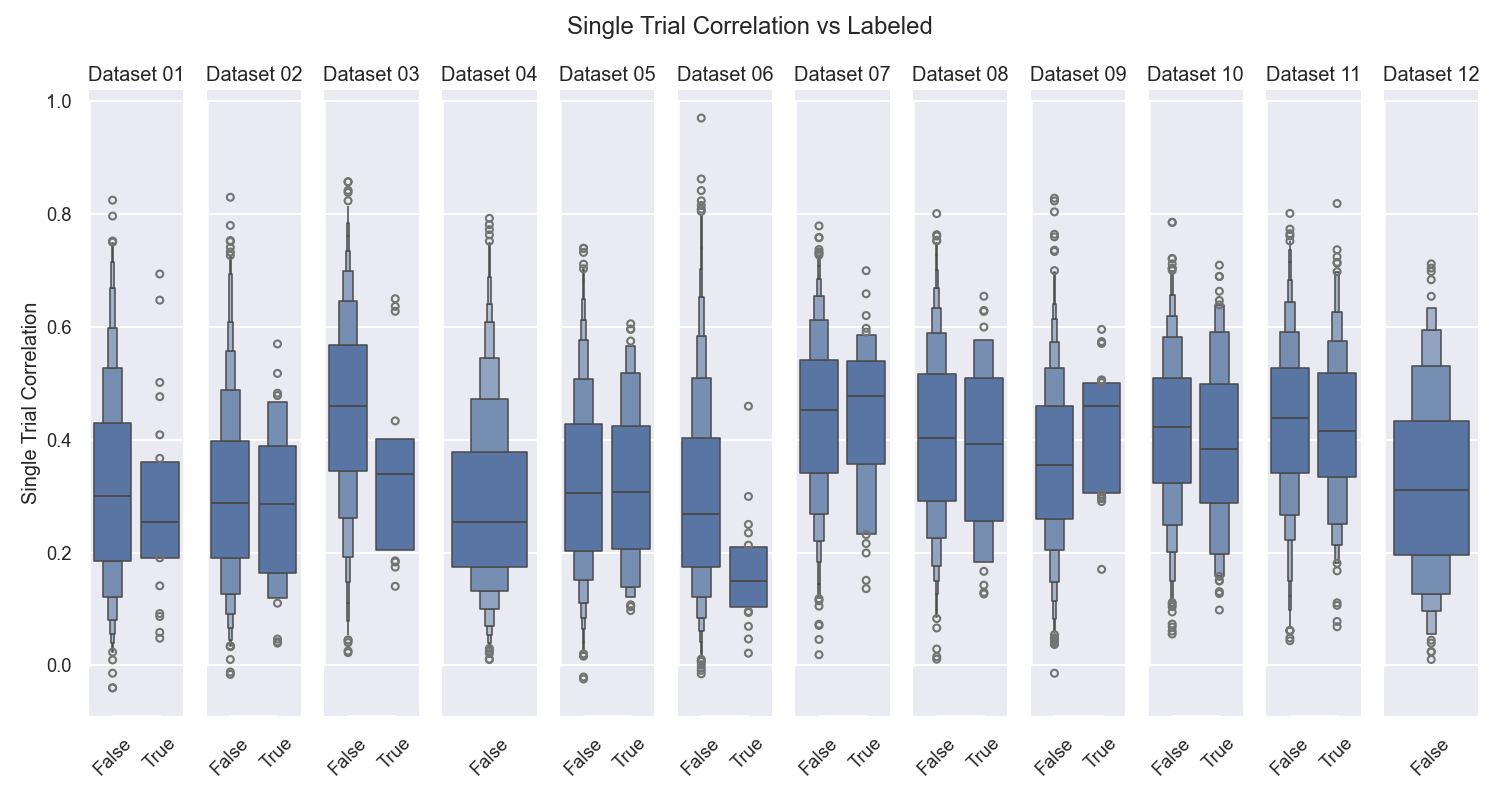 Single Trial Correlation vs Labeled
Dataset 01 Dataset 02 Dataset 03 Dataset 04 Dataset 05 Dataset 06 Dataset 07 Dataset 08 Dataset 09 Dataset 10 Dataset 11 Dataset 12
1.0
0.8
0.6
0.4
0.2
0.0
Single Trial Correlation
False True False True False True False False True False True False True False True False True False True False True False